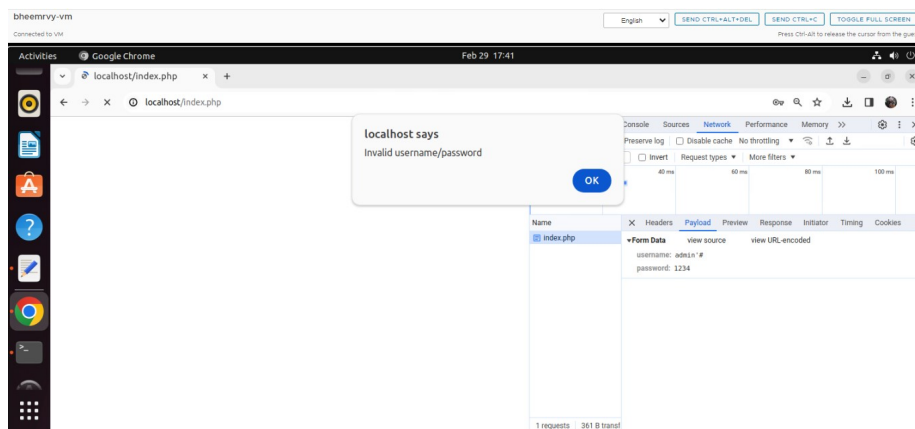 bheemrvy-vm
English
SEND CTRL+ALT+DEL
SEND CTRL+C
TOGGLE FULL SCREEN
Connected to VM
Press Ctrl-Alt to release the cursor from the gue
Activities
Google Chrome
Feb 29 17:41
localhost/index.php
localhost/index.php
localhost says
Invalid username/password
OK
Console Sources Network Performance Memory
Preserve log Disable cache No throttling
Invert Request types More filters
40 ms 60 ms 80 ms 100 ms
Name
Headers Payload Preview Response Initiator Timing Cookies
index.php
Form Data view source view URL-encoded
username: admin'#
password: 1234
1 requests 361 B transf